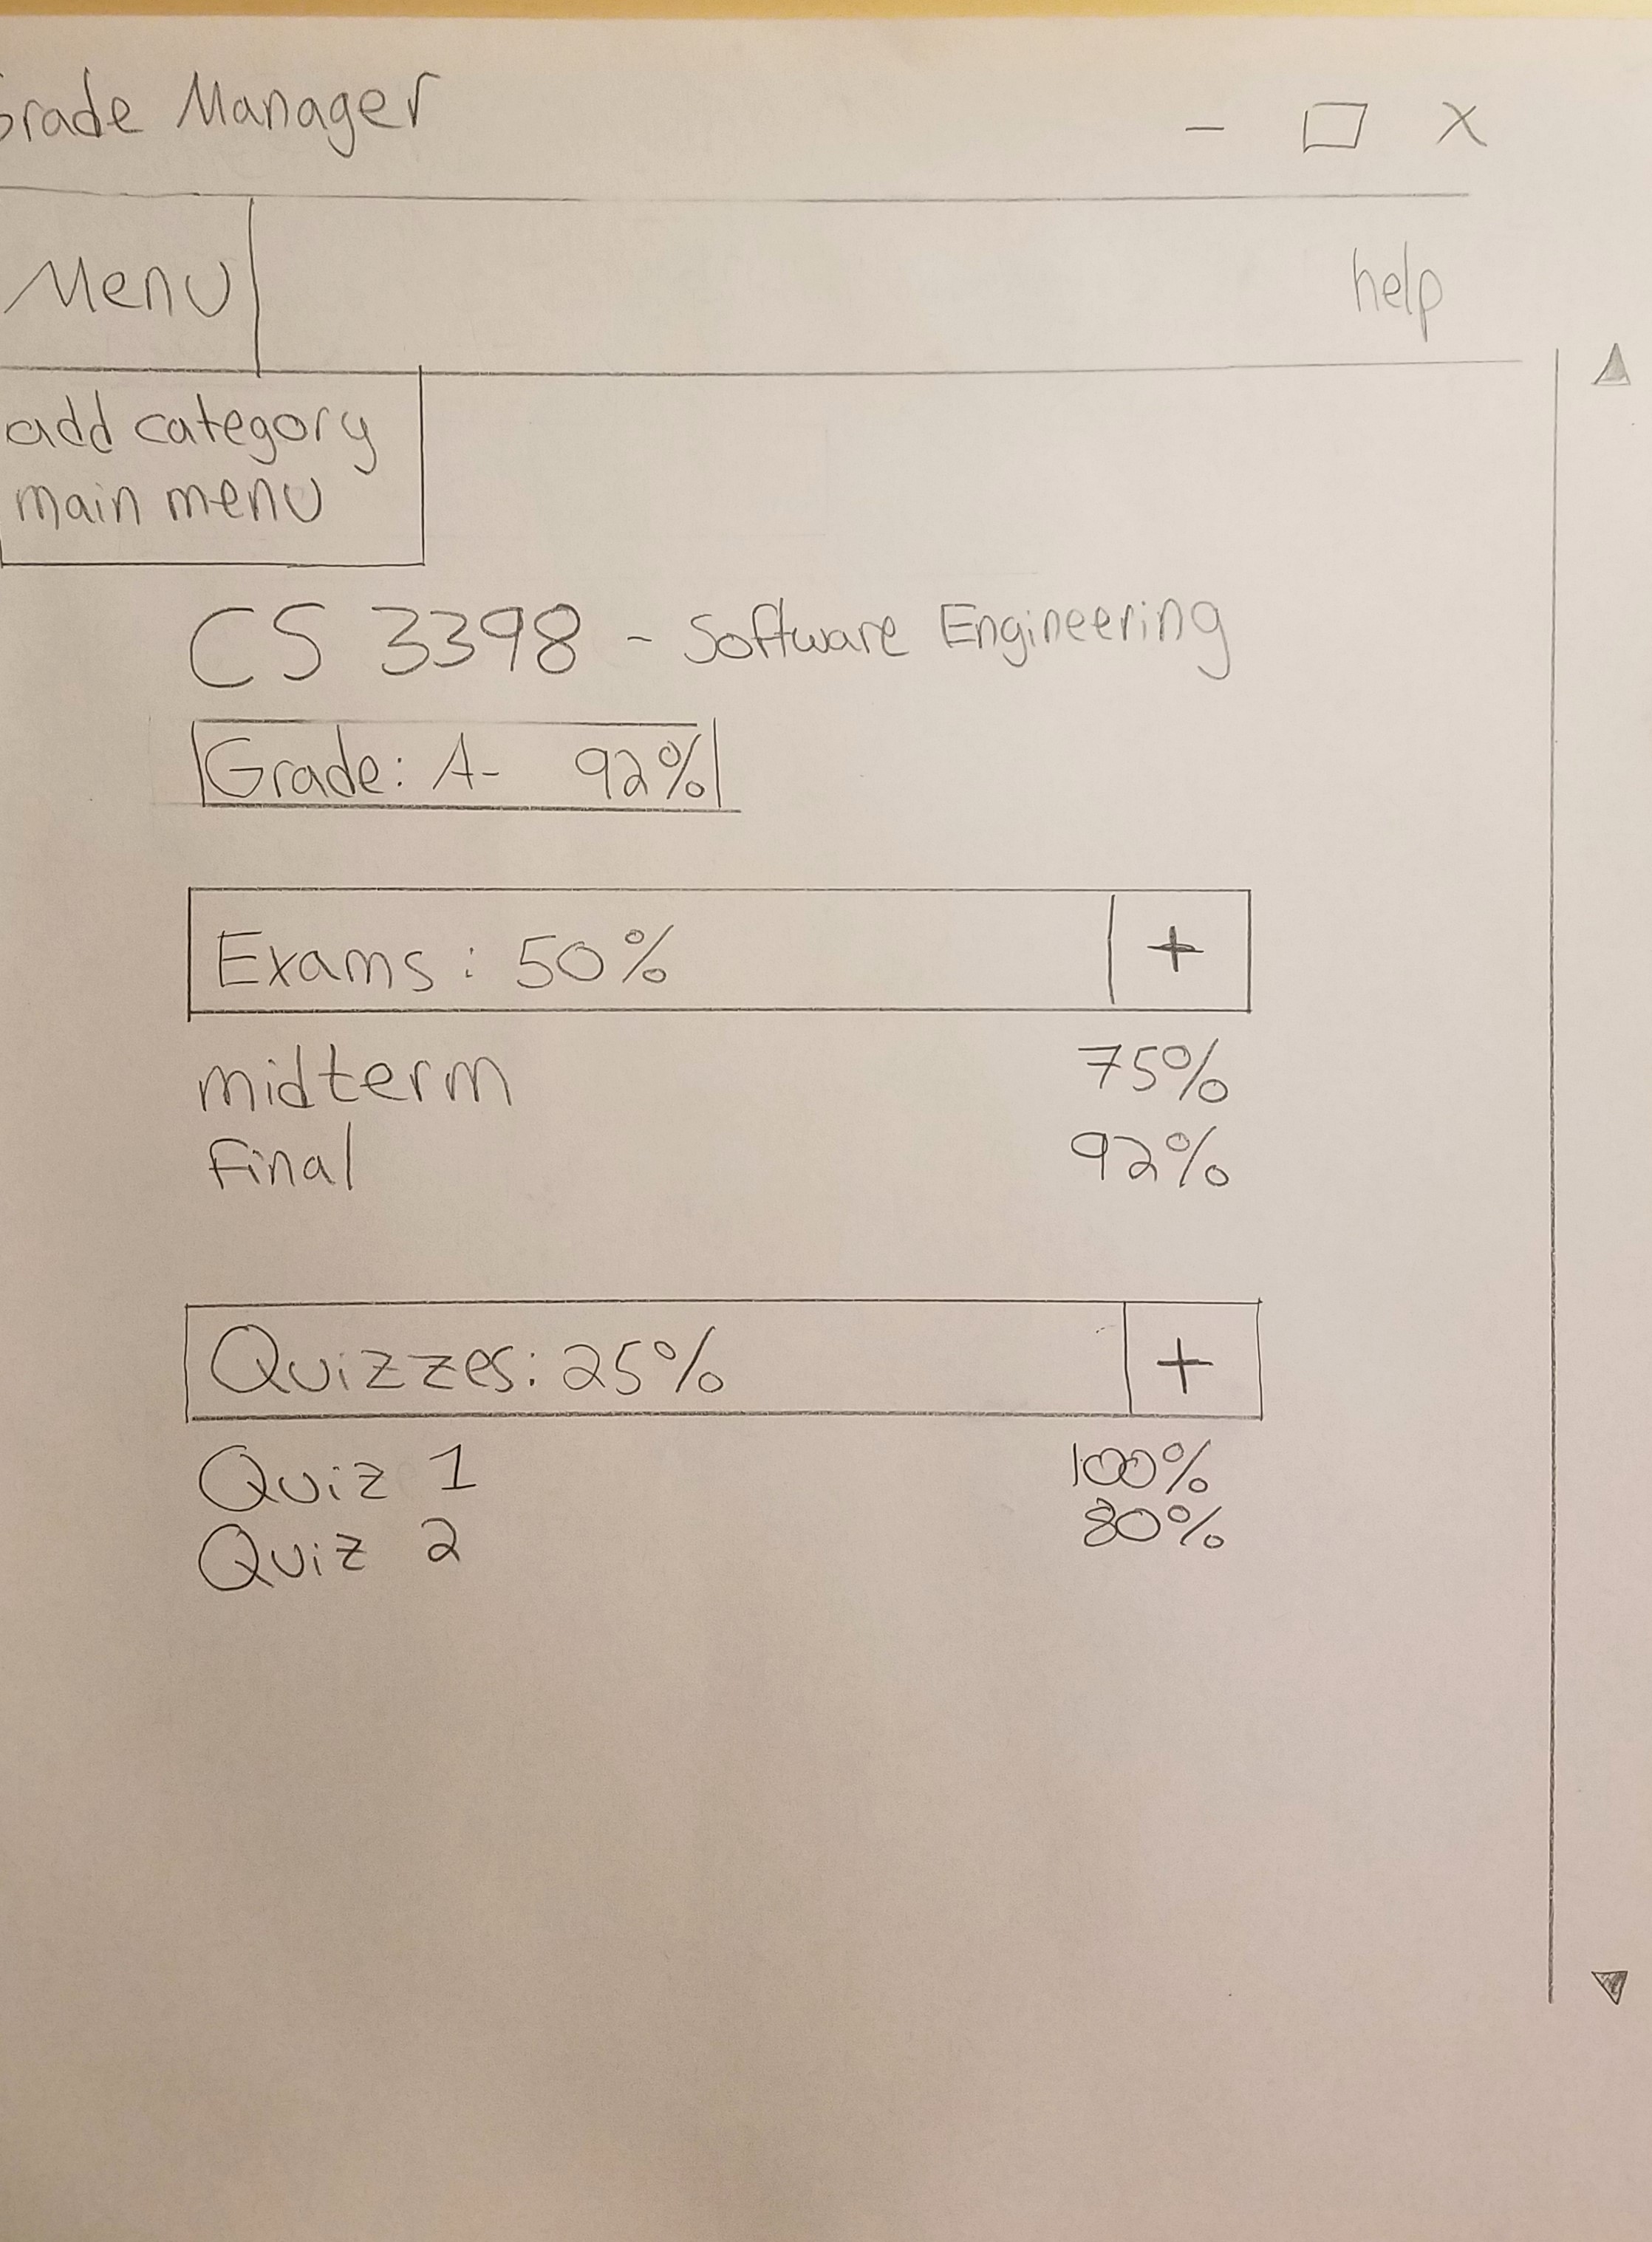 Grade Manager - □ X
Menu help
add category
main menu
CS 3398 - Software Engineering
Grade: A- 92%
Exams: 50% +
midterm 75%
final 92%
Quizzes: 25% +
Quiz 1 100%
Quiz 2 80%